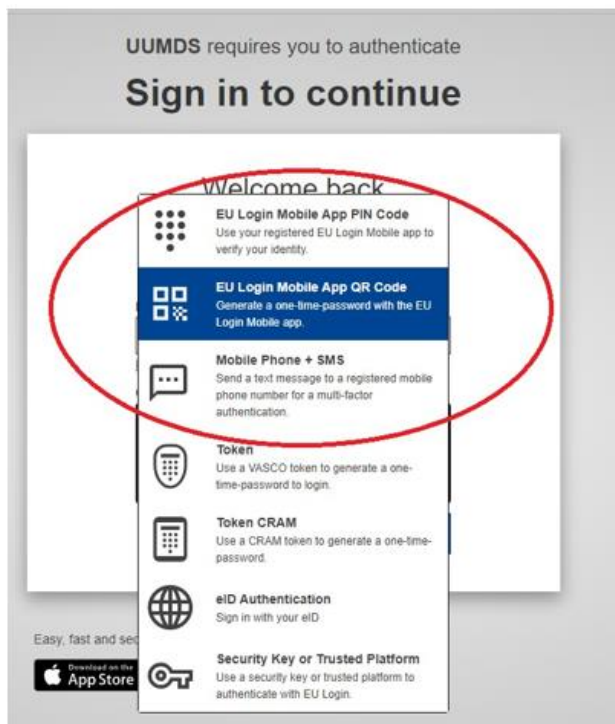 UUMDS requires you to authenticate
Sign in to continue
Welcome back
EU Login Mobile App PIN Code
Use your registered EU Login Mobile app to
verify your identity.
EU Login Mobile App QR Code
Generate a one-time-password with the EU
Login Mobile app.
Mobile Phone + SMS
Send a text message to a registered mobile
phone number for a multi-factor
authentication.
Token
Use a VASCO token to generate a one-
time-password to login.
Token CRAM
Use a CRAM token to generate a one-time-
password.
eID Authentication
Sign in with your eID
Easy, fast and sec
Download on the
App Store
Security Key or Trusted Platform
Use a security key or trusted platform to
authenticate with EU Login.